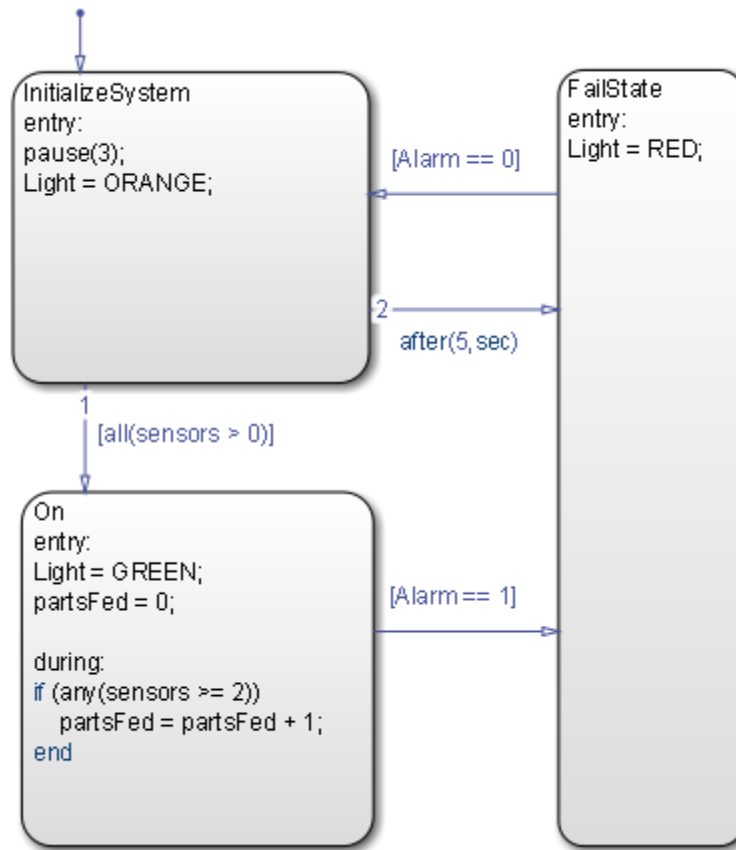 InitializeSystem
entry:
pause(3);
Light = ORANGE;
FailState
entry:
Light = RED;
[Alarm == 0]
2
after(5,sec)
1
[all(sensors > 0)]
On
entry:
Light = GREEN;
partsFed = 0;
during:
if (any(sensors >= 2))
partsFed = partsFed + 1;
end
[Alarm == 1]